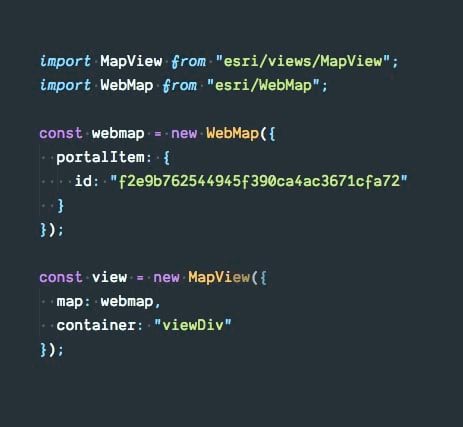 import MapView from "esri/views/MapView";
import WebMap from "esri/WebMap";
const webmap = new WebMap({
portalItem: {
id: "f2e9b762544945f390ca4ac3671cfa72"
}
});
const view = new MapView({
map: webmap,
container: "viewDiv"
});